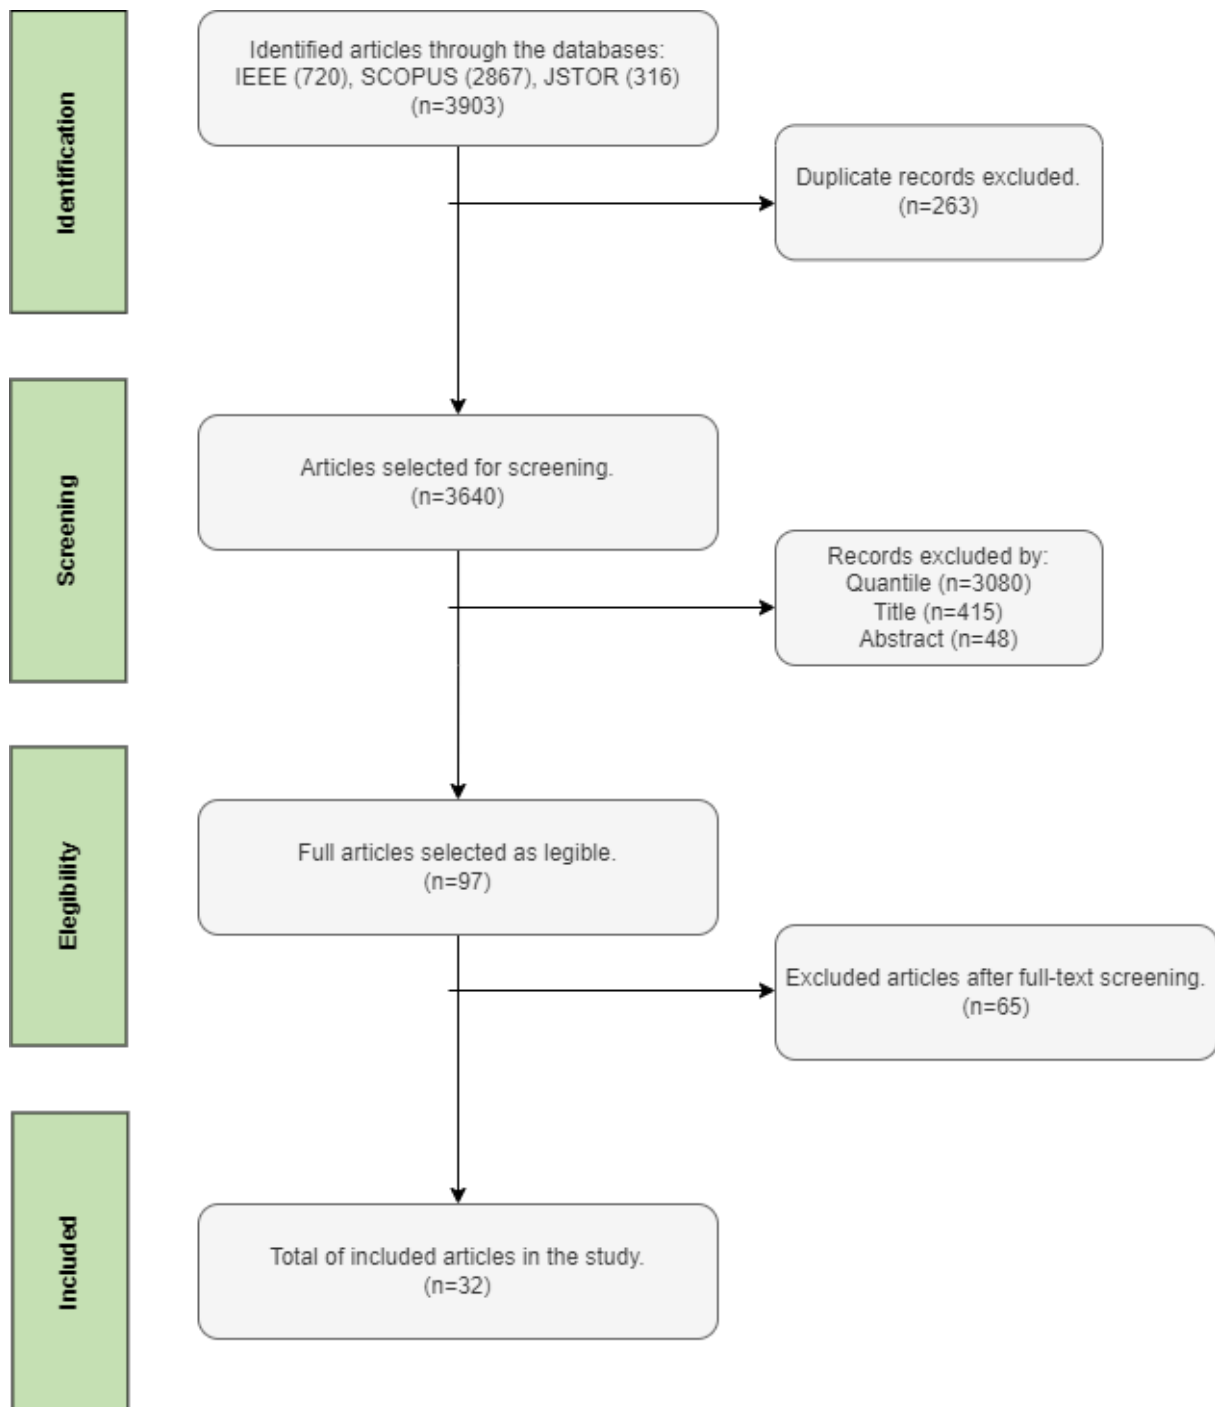 Identification
Identified articles through the databases:
IEEE (720), SCOPUS (2867), JSTOR (316)
(n=3903)
Duplicate records excluded.
(n=263)
Screening
Articles selected for screening.
(n=3640)
Records excluded by:
Quantile (n=3080)
Title (n=415)
Abstract (n=48)
Elegibility
Full articles selected as legible.
(n=97)
Excluded articles after full-text screening.
(n=65)
Included
Total of included articles in the study.
(n=32)